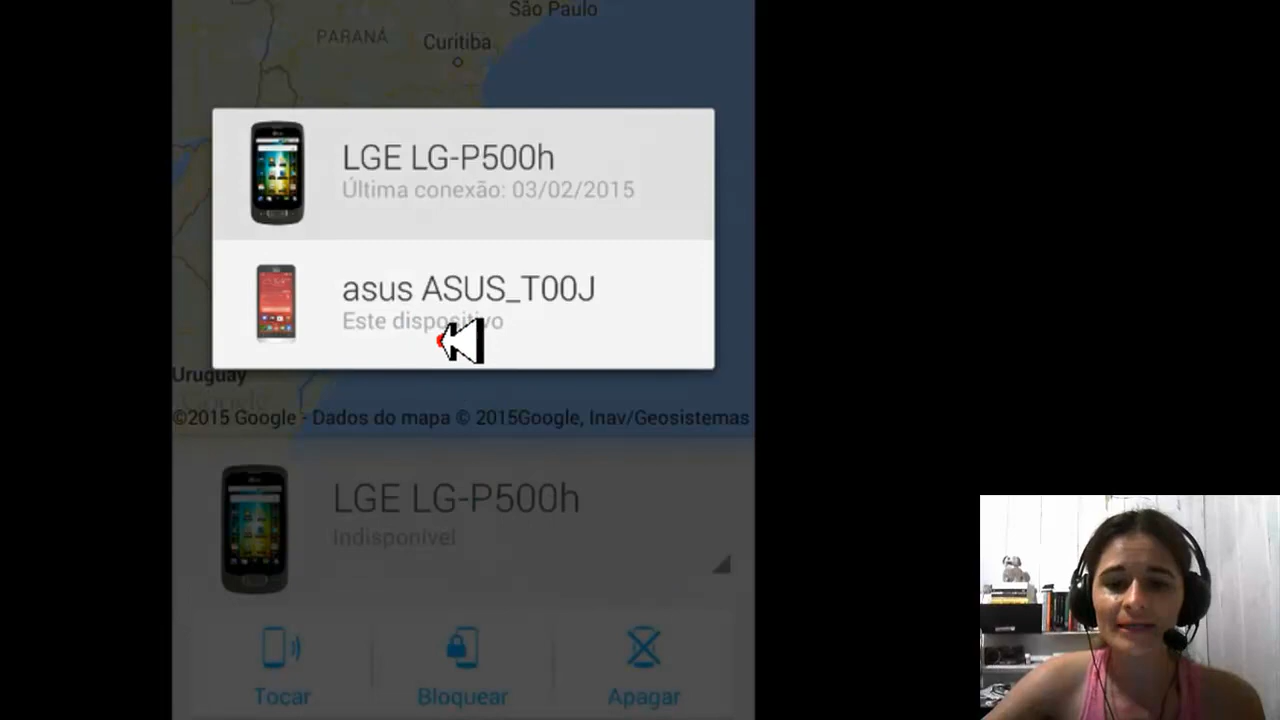 São Paulo
PARANÁ
Curitiba
LGE LG-P500h
Última conexão: 03/02/2015
asus ASUS_T00J
Este dispositivo
Uruguay
Google
©2015 Google - Dados do mapa © 2015Google, Inav/Geosistemas
LGE LG-P500h
Indisponível
Tocar
Bloquear
Apagar